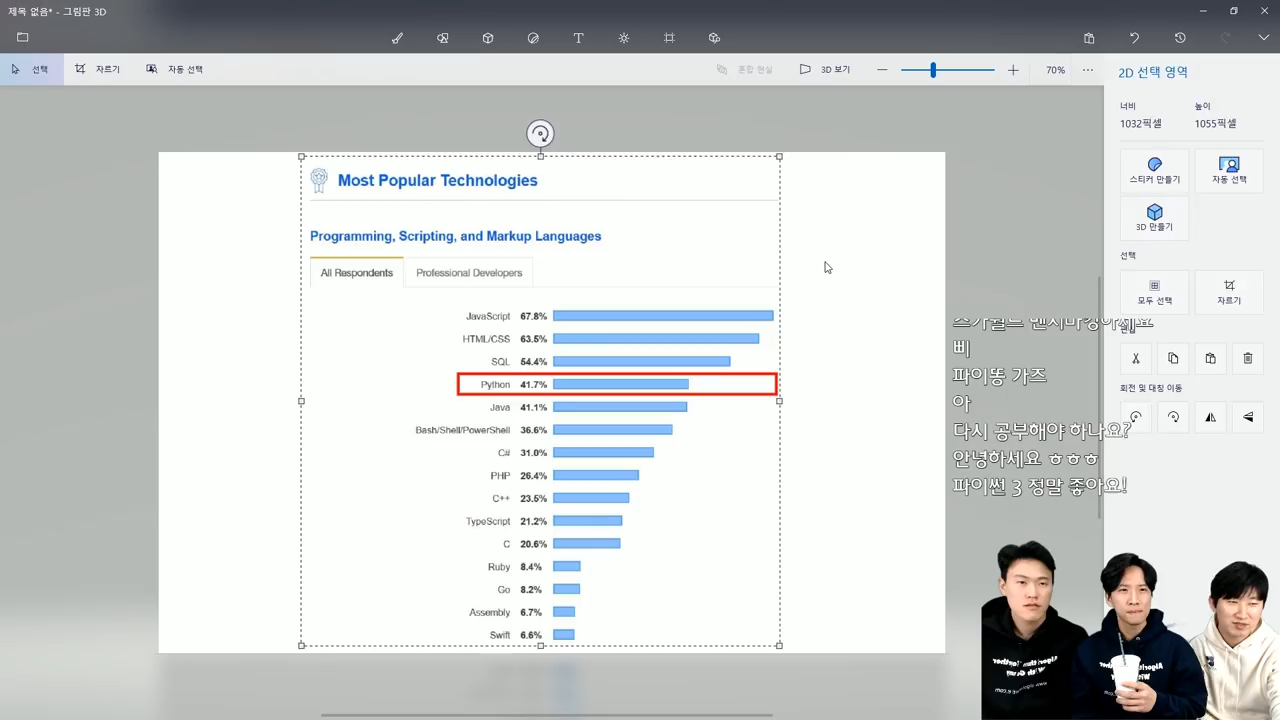 제목 없음* - 그림판 3D
선택
자르기
자동 선택
혼합 현실
3D 보기
70%
2D 선택 영역
너비
높이
1032픽셀
1055픽셀
스티커 만들기
자동 선택
3D 만들기
선택
모두 선택
자르기
회전 및 대칭 이동
Most Popular Technologies
Programming, Scripting, and Markup Languages
All Respondents
Professional Developers
JavaScript 67.8%
HTML/CSS 63.5%
SQL 54.4%
Python 41.7%
Java 41.1%
Bash/Shell/PowerShell 36.6%
C# 31.0%
PHP 26.4%
C++ 23.5%
TypeScript 21.2%
C 20.6%
Ruby 8.4%
Go 8.2%
Assembly 6.7%
Swift 6.6%
삐
파이똥 가즈
아
다시 공부해야 하나요?
안녕하세요 ㅎㅎㅎ
파이썬 3 정말 좋아요!